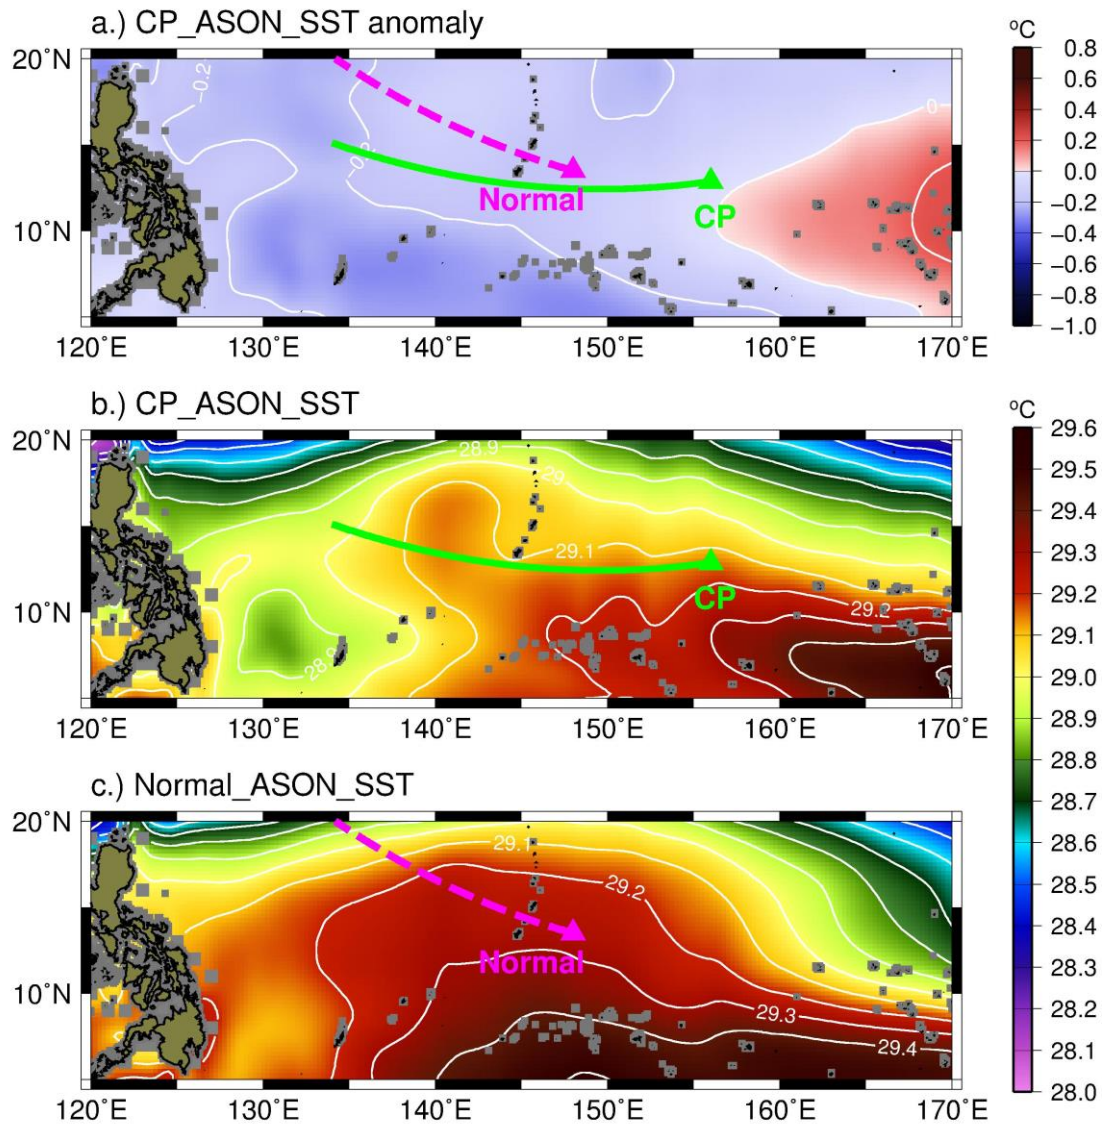 a.) CP_ASON_SST anomaly
°C
20°N
10°N
−0.2
−0.2
0
Normal
CP
120°E 130°E 140°E 150°E 160°E 170°E
0.8
0.6
0.4
0.2
0.0
−0.2
−0.4
−0.6
−0.8
−1.0
b.) CP_ASON_SST
°C
20°N
10°N
28.9
29
29.1
29.2
28.9
CP
120°E 130°E 140°E 150°E 160°E 170°E
c.) Normal_ASON_SST
20°N
10°N
29.1
29.2
29.3
29.4
Normal
120°E 130°E 140°E 150°E 160°E 170°E
29.6
29.5
29.4
29.3
29.2
29.1
29.0
28.9
28.8
28.7
28.6
28.5
28.4
28.3
28.2
28.1
28.0